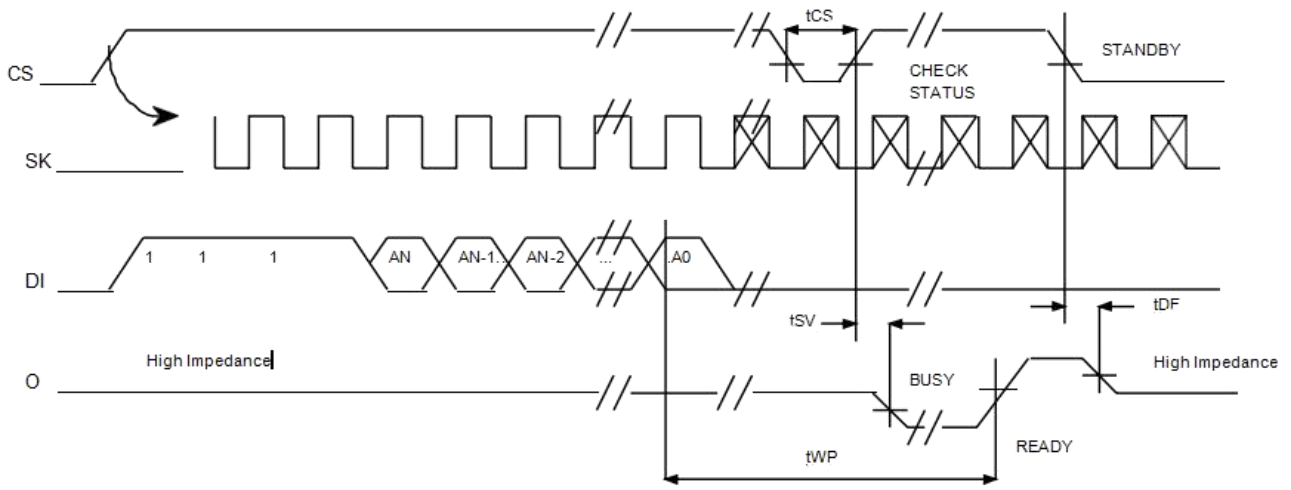 tCS
STANDBY
CS
CHECK
STATUS
SK
1 1 1 AN AN-1.. AN-2 ... .A0
DI
tSV
tDF
High Impedance
High Impedance
O
BUSY
READY
tWP